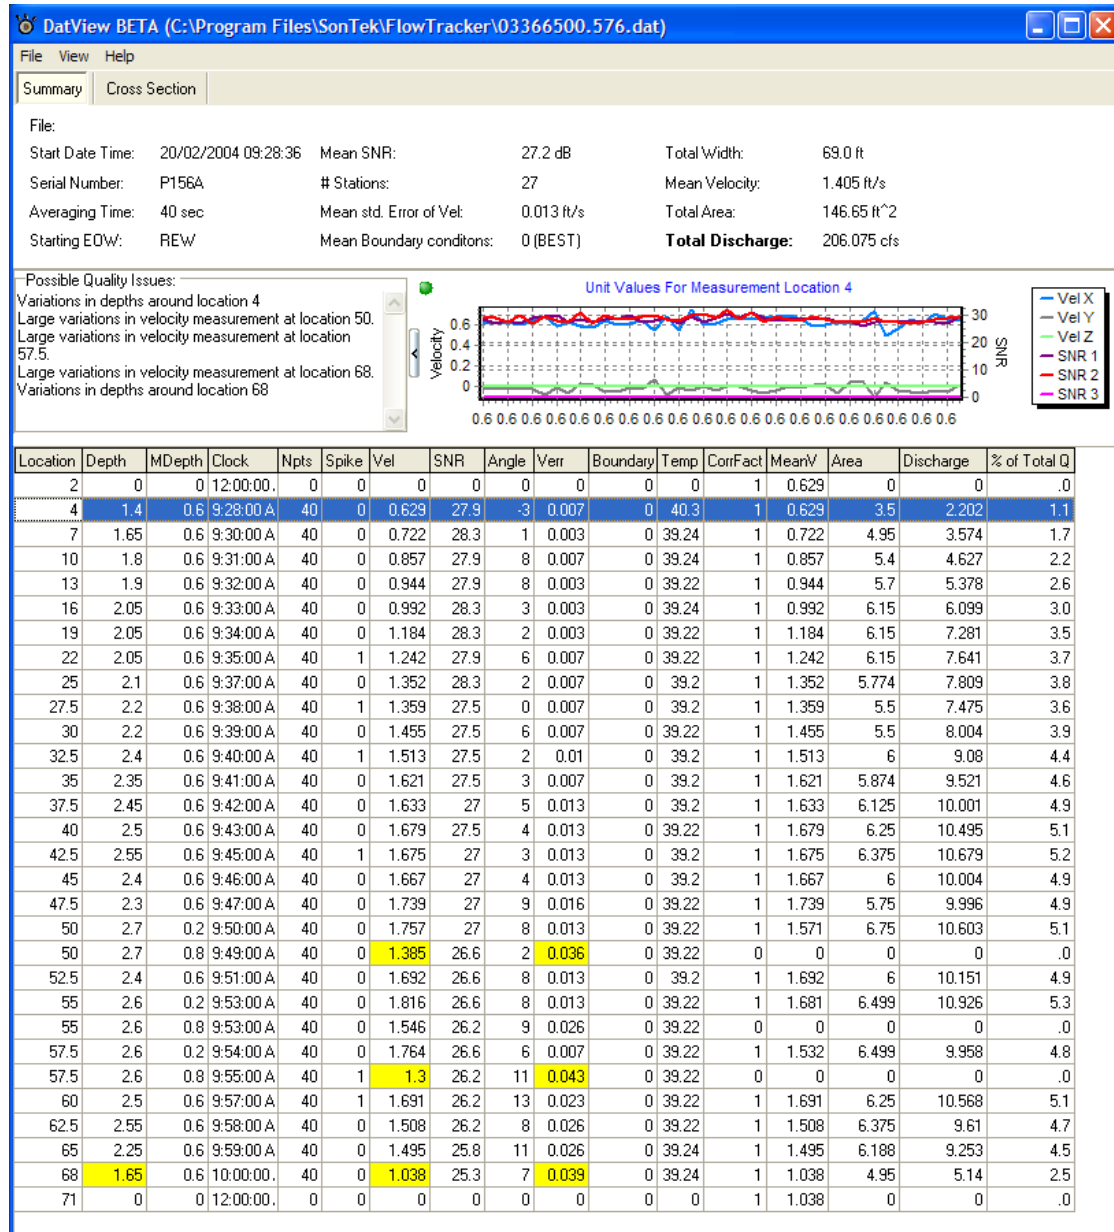 DatView BETA (C:\Program Files\SonTek\FlowTracker\03366500.576.dat)
File View Help
Summary Cross Section
File:
Start Date Time: 20/02/2004 09:28:36 Mean SNR: 27.2 dB Total Width: 69.0 ft
Serial Number: P156A # Stations: 27 Mean Velocity: 1.405 ft/s
Averaging Time: 40 sec Mean std. Error of Vel: 0.013 ft/s Total Area: 146.65 ft^2
Starting EOW: REW Mean Boundary conditons: 0 (BEST) Total Discharge: 206.075 cfs
Possible Quality Issues:
Variations in depths around location 4
Large variations in velocity measurement at location 50.
Large variations in velocity measurement at location
57.5.
Large variations in velocity measurement at location 68.
Variations in depths around location 68
<
Unit Values For Measurement Location 4
Velocity
0.6
0.4
0.2
0
30
20
10
0
SNR
0.6 0.6 0.6 0.6 0.6 0.6 0.6 0.6 0.6 0.6 0.6 0.6 0.6 0.6 0.6 0.6 0.6 0.6 0.6 0.6
Vel X
Vel Y
Vel Z
SNR 1
SNR 2
SNR 3
Location Depth MDepth Clock Npts Spike Vel SNR Angle Verr Boundary Temp CorrFact MeanV Area Discharge % of Total Q
2 0 0 12:00:00. 0 0 0 0 0 0 0 0 1 0.629 0 0 .0
4 1.4 0.6 9:28:00 A 40 0 0.629 27.9 -3 0.007 0 40.3 1 0.629 3.5 2.202 1.1
7 1.65 0.6 9:30:00 A 40 0 0.722 28.3 1 0.003 0 39.24 1 0.722 4.95 3.574 1.7
10 1.8 0.6 9:31:00 A 40 0 0.857 27.9 8 0.007 0 39.24 1 0.857 5.4 4.627 2.2
13 1.9 0.6 9:32:00 A 40 0 0.944 27.9 8 0.003 0 39.22 1 0.944 5.7 5.378 2.6
16 2.05 0.6 9:33:00 A 40 0 0.992 28.3 3 0.003 0 39.24 1 0.992 6.15 6.099 3.0
19 2.05 0.6 9:34:00 A 40 0 1.184 28.3 2 0.003 0 39.22 1 1.184 6.15 7.281 3.5
22 2.05 0.6 9:35:00 A 40 1 1.242 27.9 6 0.007 0 39.22 1 1.242 6.15 7.641 3.7
25 2.1 0.6 9:37:00 A 40 0 1.352 28.3 2 0.007 0 39.2 1 1.352 5.774 7.809 3.8
27.5 2.2 0.6 9:38:00 A 40 1 1.359 27.5 0 0.007 0 39.2 1 1.359 5.5 7.475 3.6
30 2.2 0.6 9:39:00 A 40 0 1.455 27.5 6 0.007 0 39.22 1 1.455 5.5 8.004 3.9
32.5 2.4 0.6 9:40:00 A 40 1 1.513 27.5 2 0.01 0 39.2 1 1.513 6 9.08 4.4
35 2.35 0.6 9:41:00 A 40 0 1.621 27.5 3 0.007 0 39.2 1 1.621 5.874 9.521 4.6
37.5 2.45 0.6 9:42:00 A 40 0 1.633 27 5 0.013 0 39.2 1 1.633 6.125 10.001 4.9
40 2.5 0.6 9:43:00 A 40 0 1.679 27.5 4 0.013 0 39.22 1 1.679 6.25 10.495 5.1
42.5 2.55 0.6 9:45:00 A 40 1 1.675 27 3 0.013 0 39.2 1 1.675 6.375 10.679 5.2
45 2.4 0.6 9:46:00 A 40 0 1.667 27 4 0.013 0 39.2 1 1.667 6 10.004 4.9
47.5 2.3 0.6 9:47:00 A 40 0 1.739 27 9 0.016 0 39.22 1 1.739 5.75 9.996 4.9
50 2.7 0.2 9:50:00 A 40 0 1.757 27 8 0.013 0 39.22 1 1.571 6.75 10.603 5.1
50 2.7 0.8 9:49:00 A 40 0 1.385 26.6 2 0.036 0 39.22 0 0 0 0 .0
52.5 2.4 0.6 9:51:00 A 40 0 1.692 26.6 8 0.013 0 39.2 1 1.692 6 10.151 4.9
55 2.6 0.2 9:53:00 A 40 0 1.816 26.6 8 0.013 0 39.22 1 1.681 6.499 10.926 5.3
55 2.6 0.8 9:53:00 A 40 0 1.546 26.2 9 0.026 0 39.22 0 0 0 0 .0
57.5 2.6 0.2 9:54:00 A 40 0 1.764 26.6 6 0.007 0 39.22 1 1.532 6.499 9.958 4.8
57.5 2.6 0.8 9:55:00 A 40 1 1.3 26.2 11 0.043 0 39.22 0 0 0 0 .0
60 2.5 0.6 9:57:00 A 40 1 1.691 26.2 13 0.023 0 39.22 1 1.691 6.25 10.568 5.1
62.5 2.55 0.6 9:58:00 A 40 0 1.508 26.2 8 0.026 0 39.22 1 1.508 6.375 9.61 4.7
65 2.25 0.6 9:59:00 A 40 0 1.495 25.8 11 0.026 0 39.24 1 1.495 6.188 9.253 4.5
68 1.65 0.6 10:00:00. 40 0 1.038 25.3 7 0.039 0 39.24 1 1.038 4.95 5.14 2.5
71 0 0 12:00:00. 0 0 0 0 0 0 0 0 1 1.038 0 0 .0